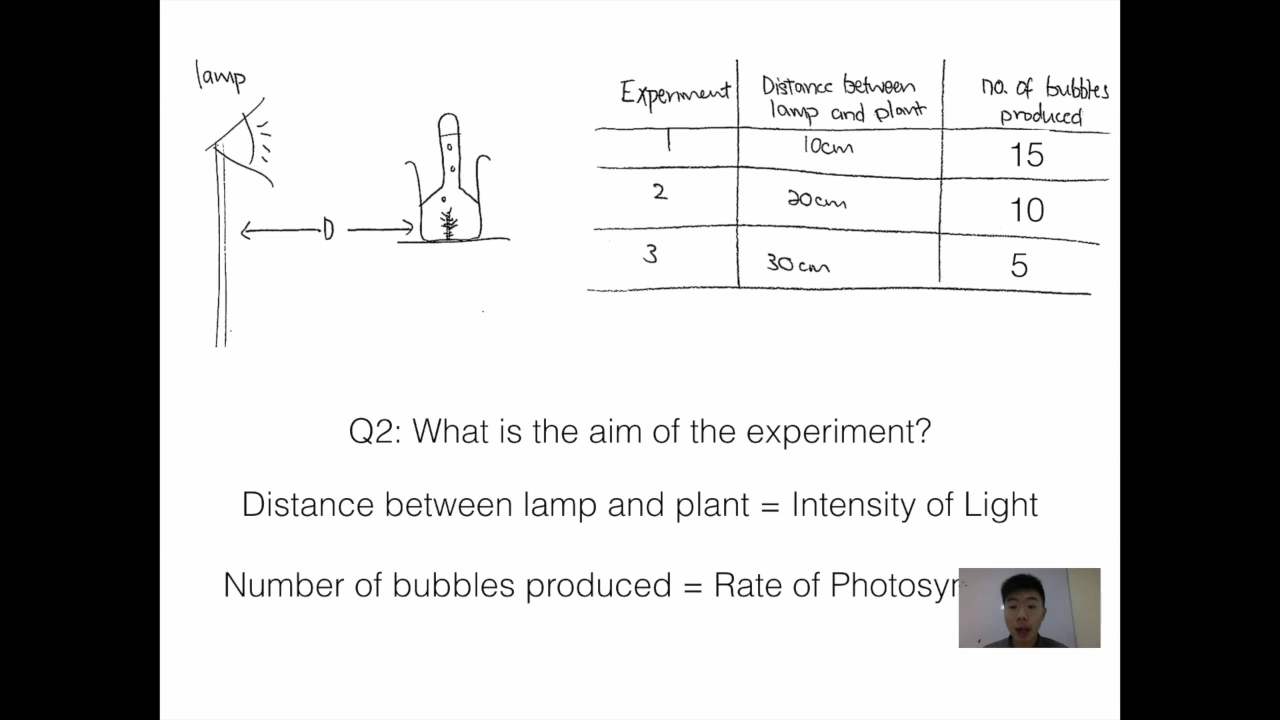 lamp
D
Experiment Distance between lamp and plant no. of bubbles produced
1 10cm 15
2 20cm 10
3 30cm 5
Q2: What is the aim of the experiment?
Distance between lamp and plant = Intensity of Light
Number of bubbles produced = Rate of